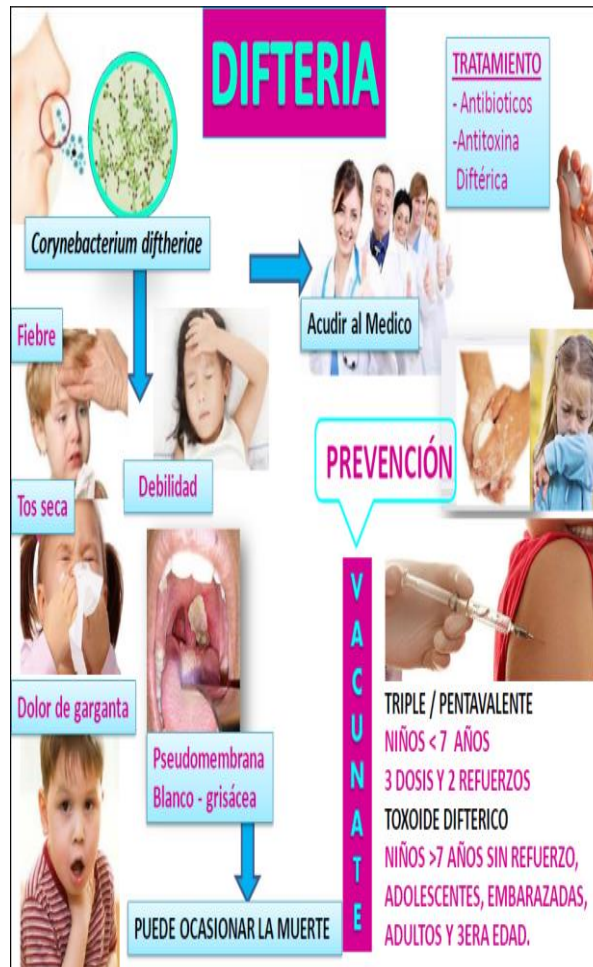 DIFTERIA
TRATAMIENTO
- Antibioticos
-Antitoxina
Diftérica
Corynebacterium diftheriae
Acudir al Medico
Fiebre
Debilidad
PREVENCIÓN
Tos seca
VACUNATE
Dolor de garganta
Pseudomembrana
Blanco - grisácea
TRIPLE / PENTAVALENTE
NIÑOS < 7 AÑOS
3 DOSIS Y 2 REFUERZOS
TOXOIDE DIFTERICO
NIÑOS >7 AÑOS SIN REFUERZO,
ADOLESCENTES, EMBARAZADAS,
ADULTOS Y 3ERA EDAD.
PUEDE OCASIONAR LA MUERTE